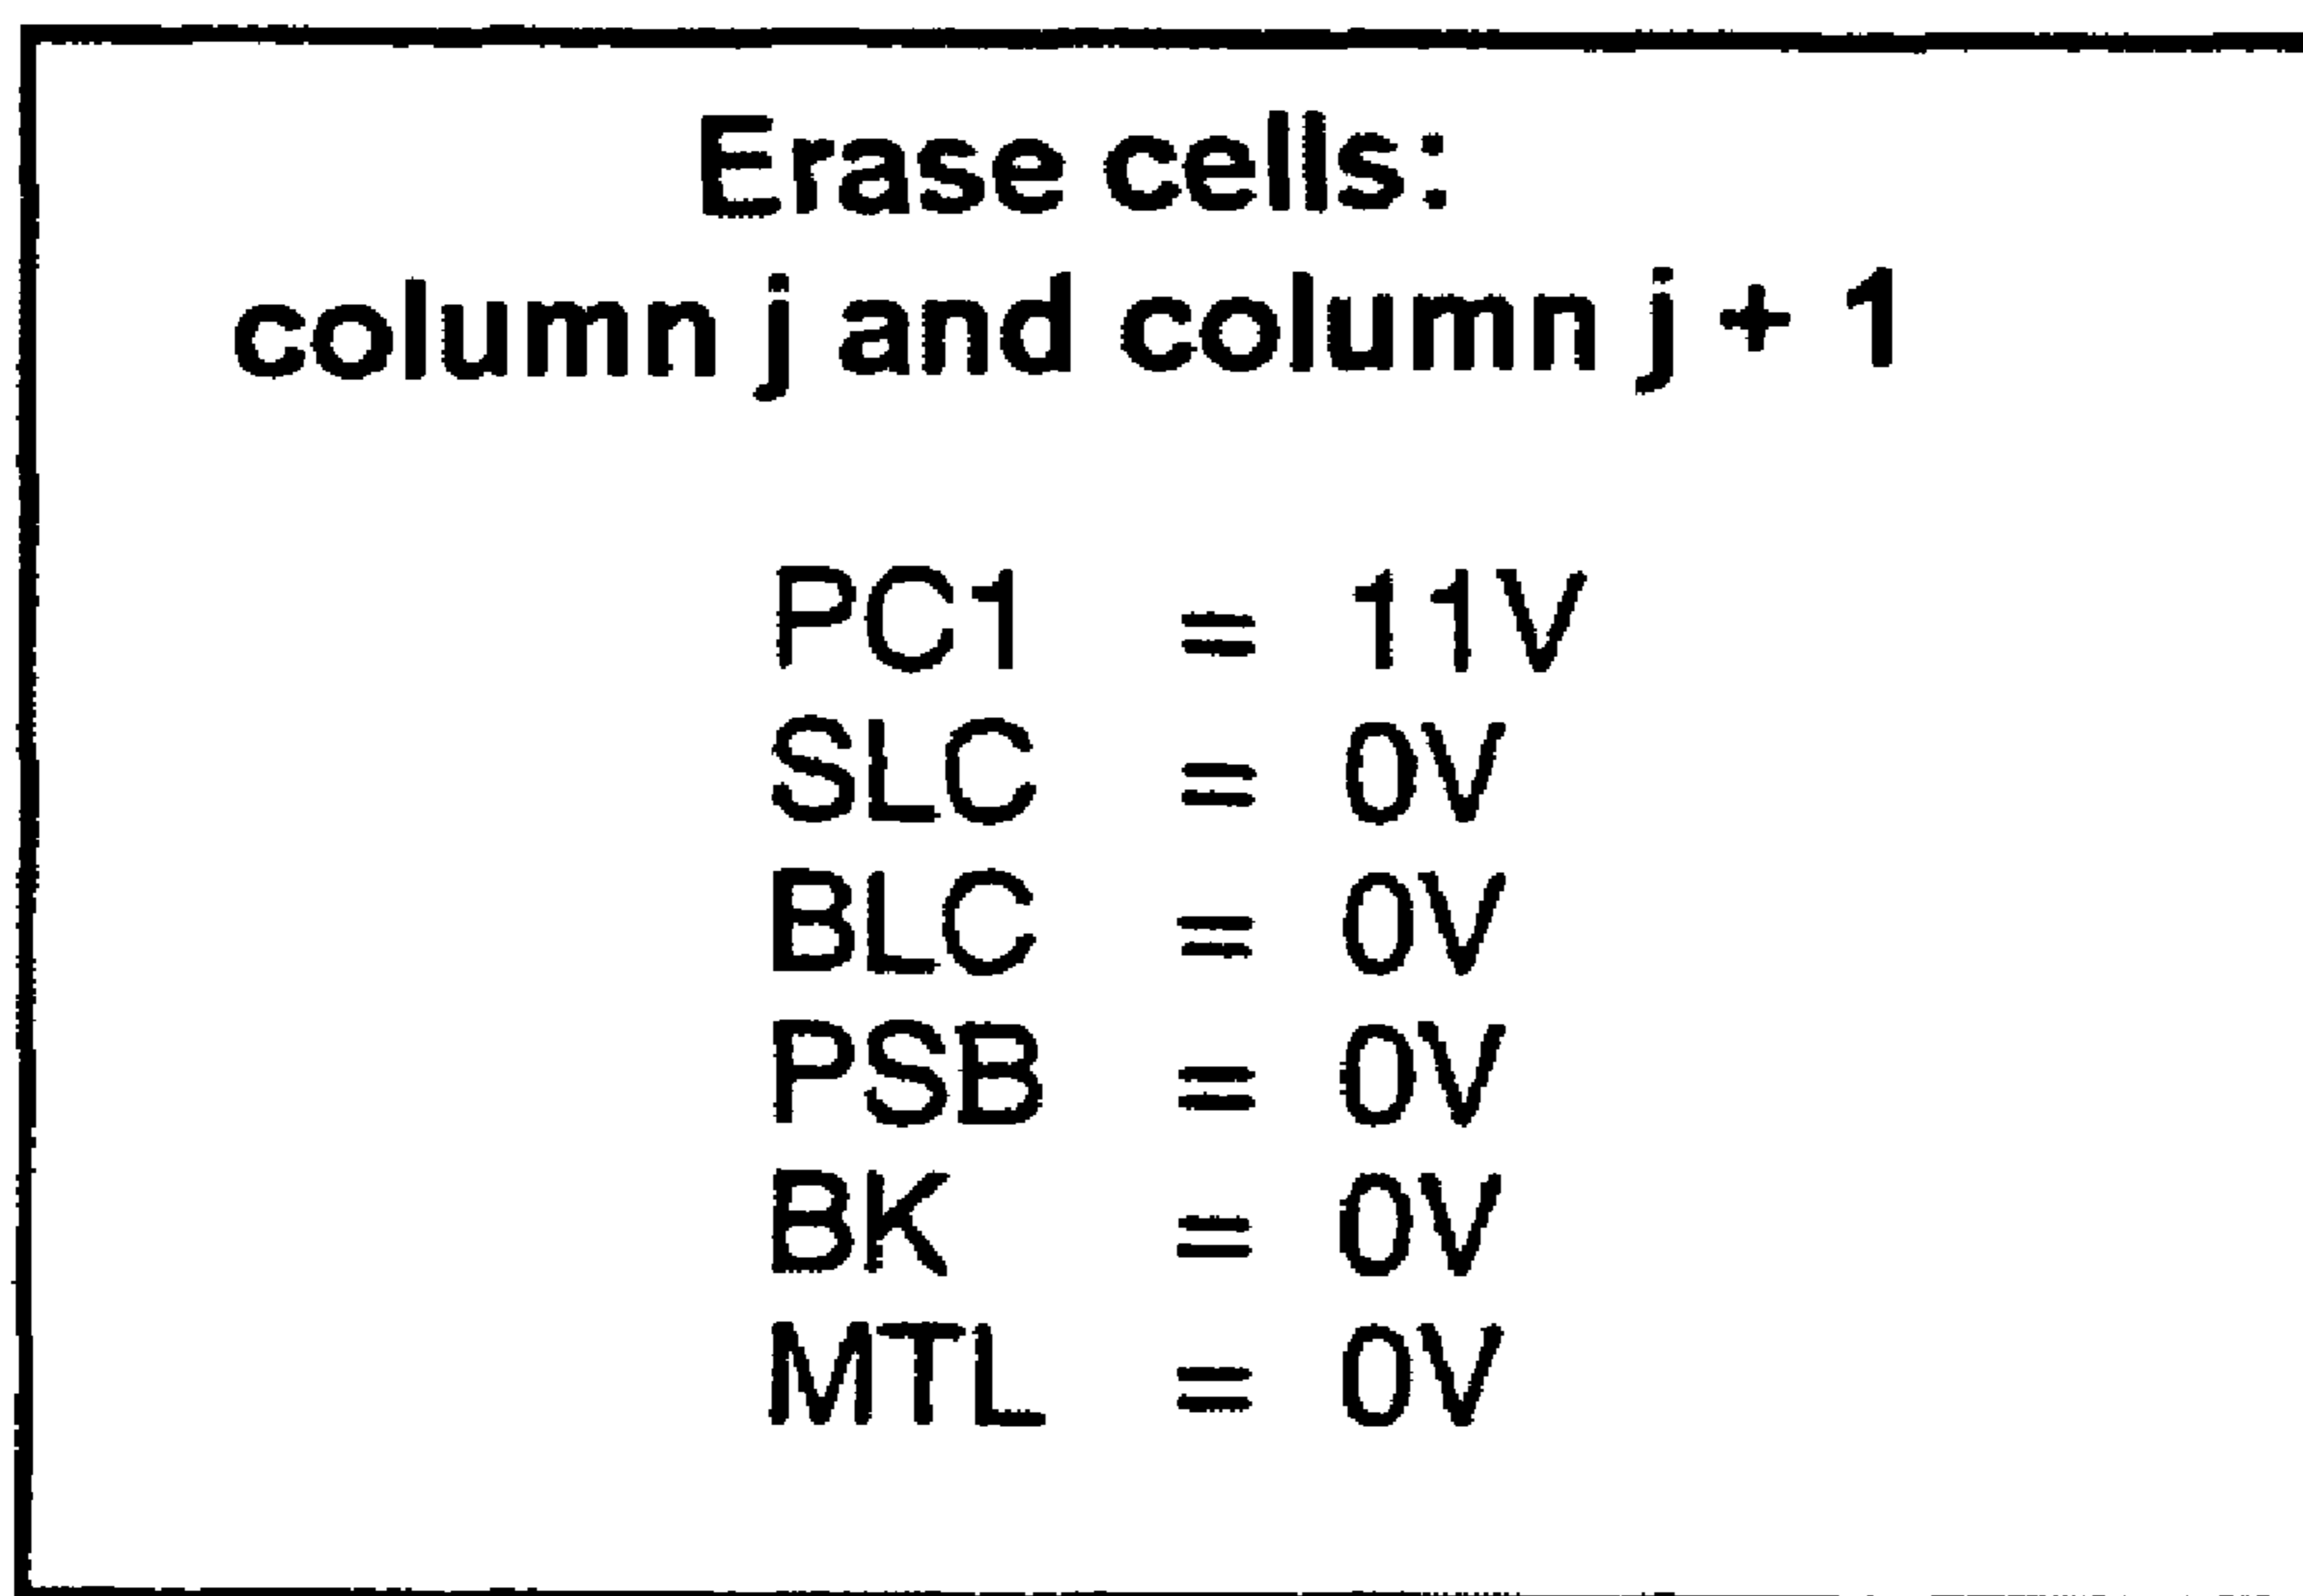 Erase cells:
column j and column j + 1
PC1 = 11V
SLC = 0V
BLC = 0V
PSB = 0V
BK = 0V
MTL = 0V